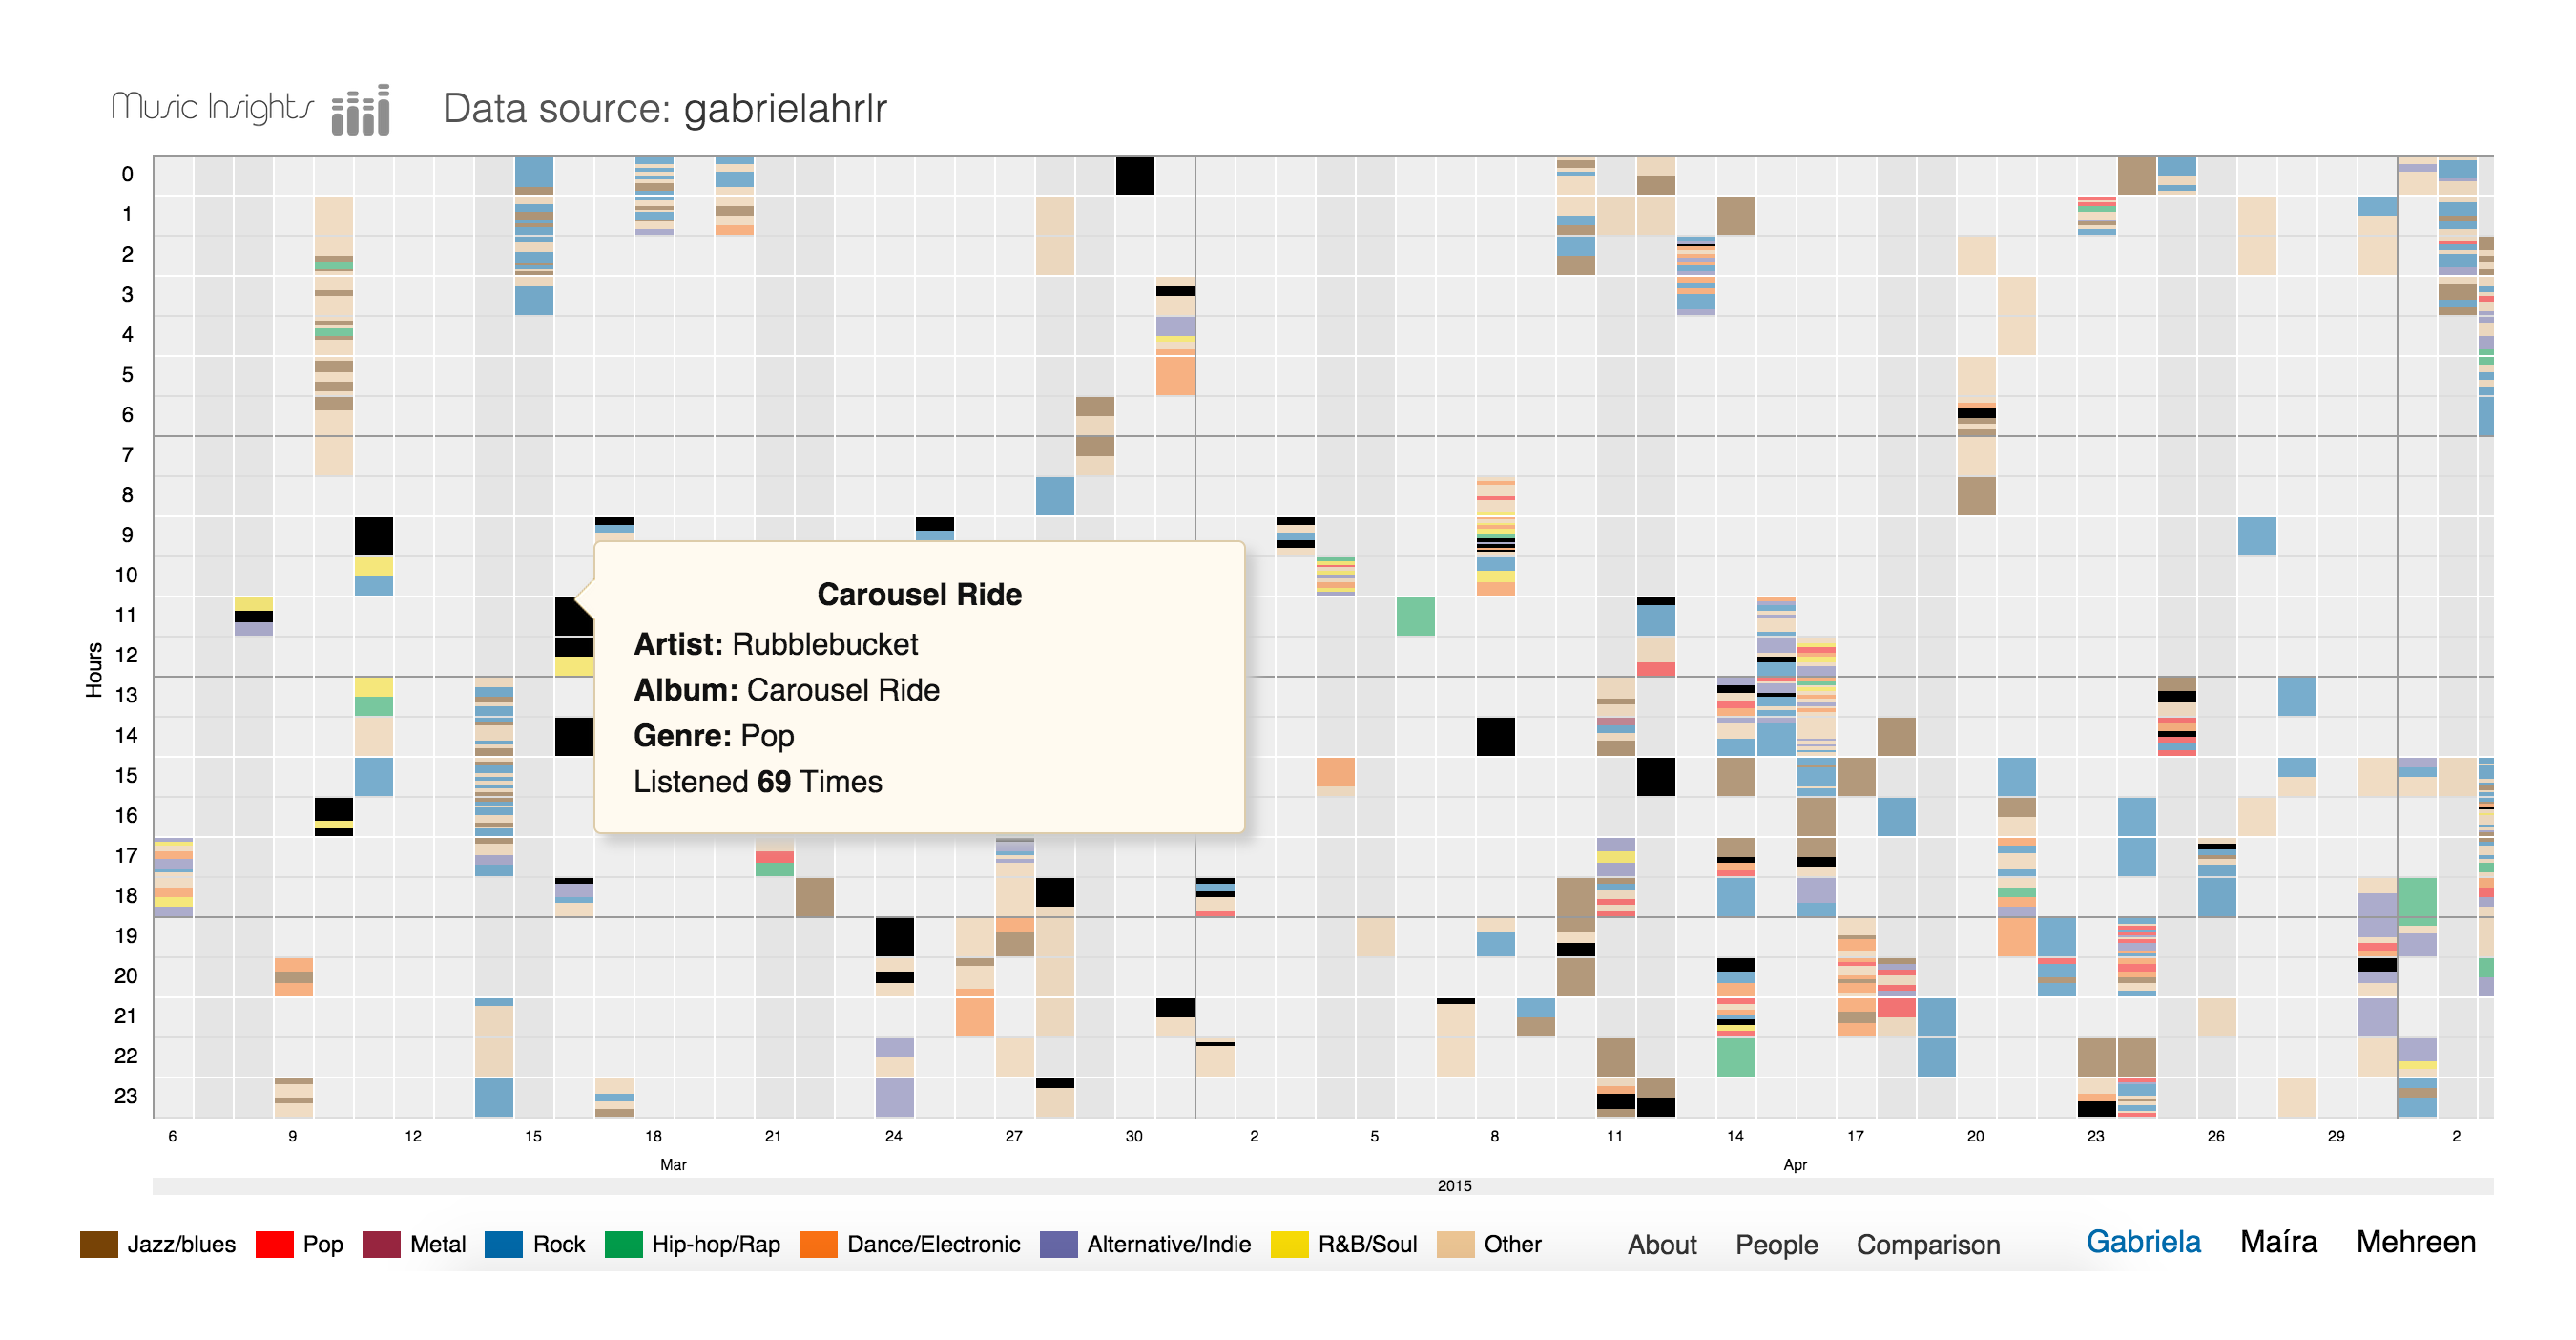 Music Insights
Data source: gabrielahrlr
0
1
2
3
4
5
6
7
8
9
10
11
12
13
14
15
16
17
18
19
20
21
22
23
Hours
Carousel Ride
Artist: Rubblebucket
Album: Carousel Ride
Genre: Pop
Listened 69 Times
6 9 12 15 18 21 24 27 30 2 5 8 11 14 17 20 23 26 29 2
Mar Apr
2015
Jazz/blues Pop Metal Rock Hip-hop/Rap Dance/Electronic Alternative/Indie R&B/Soul Other About People Comparison Gabriela Maíra Mehreen